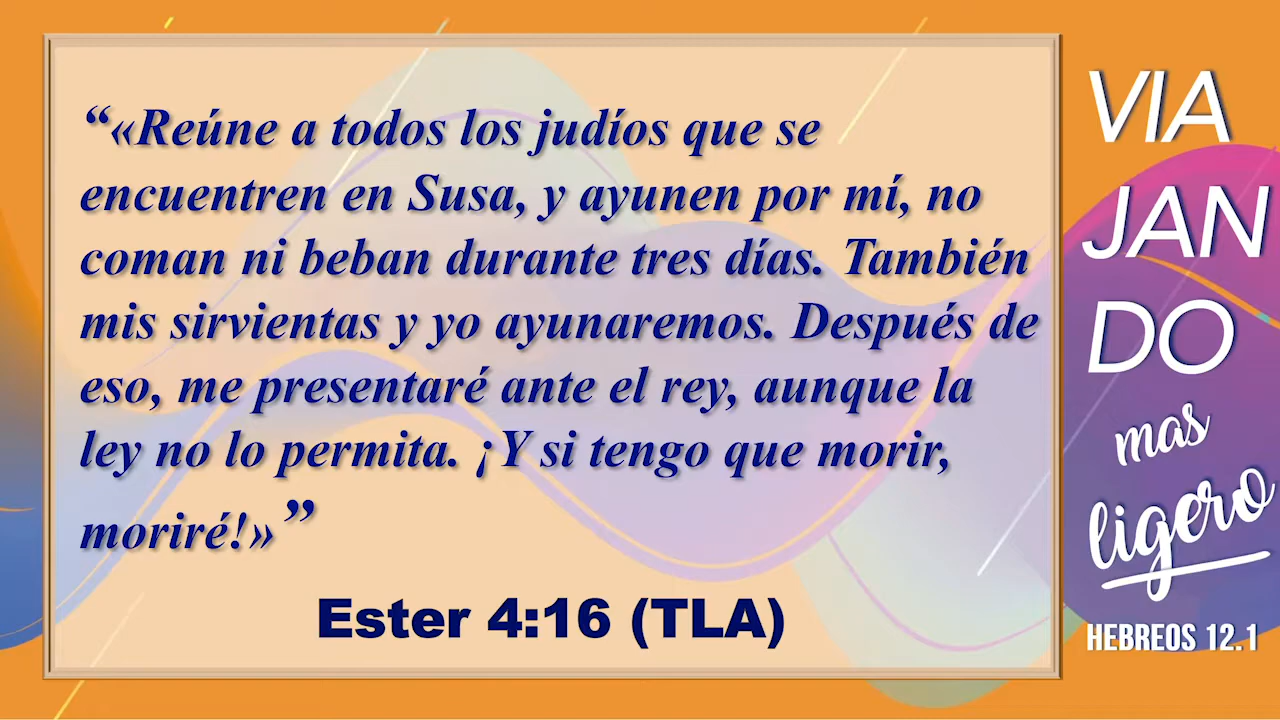 “«Reúne a todos los judíos que se
encuentren en Susa, y ayunen por mí, no
coman ni beban durante tres días. También
mis sirvientas y yo ayunaremos. Después de
eso, me presentaré ante el rey, aunque la
ley no lo permita. ¡Y si tengo que morir,
moriré!»”
Ester 4:16 (TLA)
VIA
JAN
DO
mas
ligero
HEBREOS 12.1